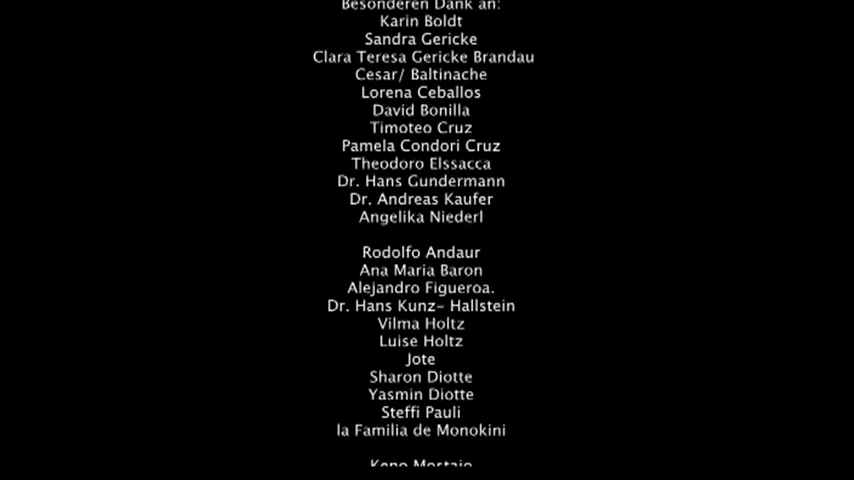 Besonderen Dank an:
Karin Boldt
Sandra Gericke
Clara Teresa Gericke Brandau
Cesar/ Baltinache
Lorena Ceballos
David Bonilla
Timoteo Cruz
Pamela Condori Cruz
Theodoro Elssacca
Dr. Hans Gundermann
Dr. Andreas Kaufer
Angelika Niederl
Rodolfo Andaur
Ana Maria Baron
Alejandro Figueroa.
Dr. Hans Kunz- Hallstein
Vilma Holtz
Luise Holtz
Jote
Sharon Diotte
Yasmin Diotte
Steffi Pauli
la Familia de Monokini